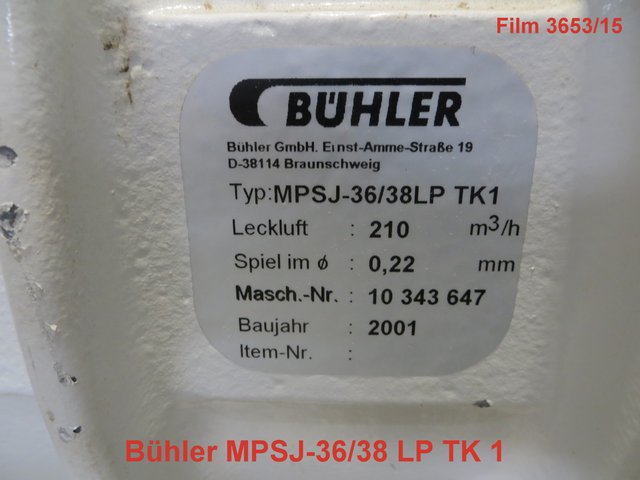 Film 3653/15
BÜHLER
Bühler GmbH. Ernst-Amme-Straße 19
D-38114 Braunschweig
Typ:MPSJ-36/38LP TK1
Leckluft : 210 m³/h
Spiel im ø : 0,22 mm
Masch.-Nr. : 10 343 647
Baujahr : 2001
Item-Nr. :
Bühler MPSJ-36/38 LP TK 1